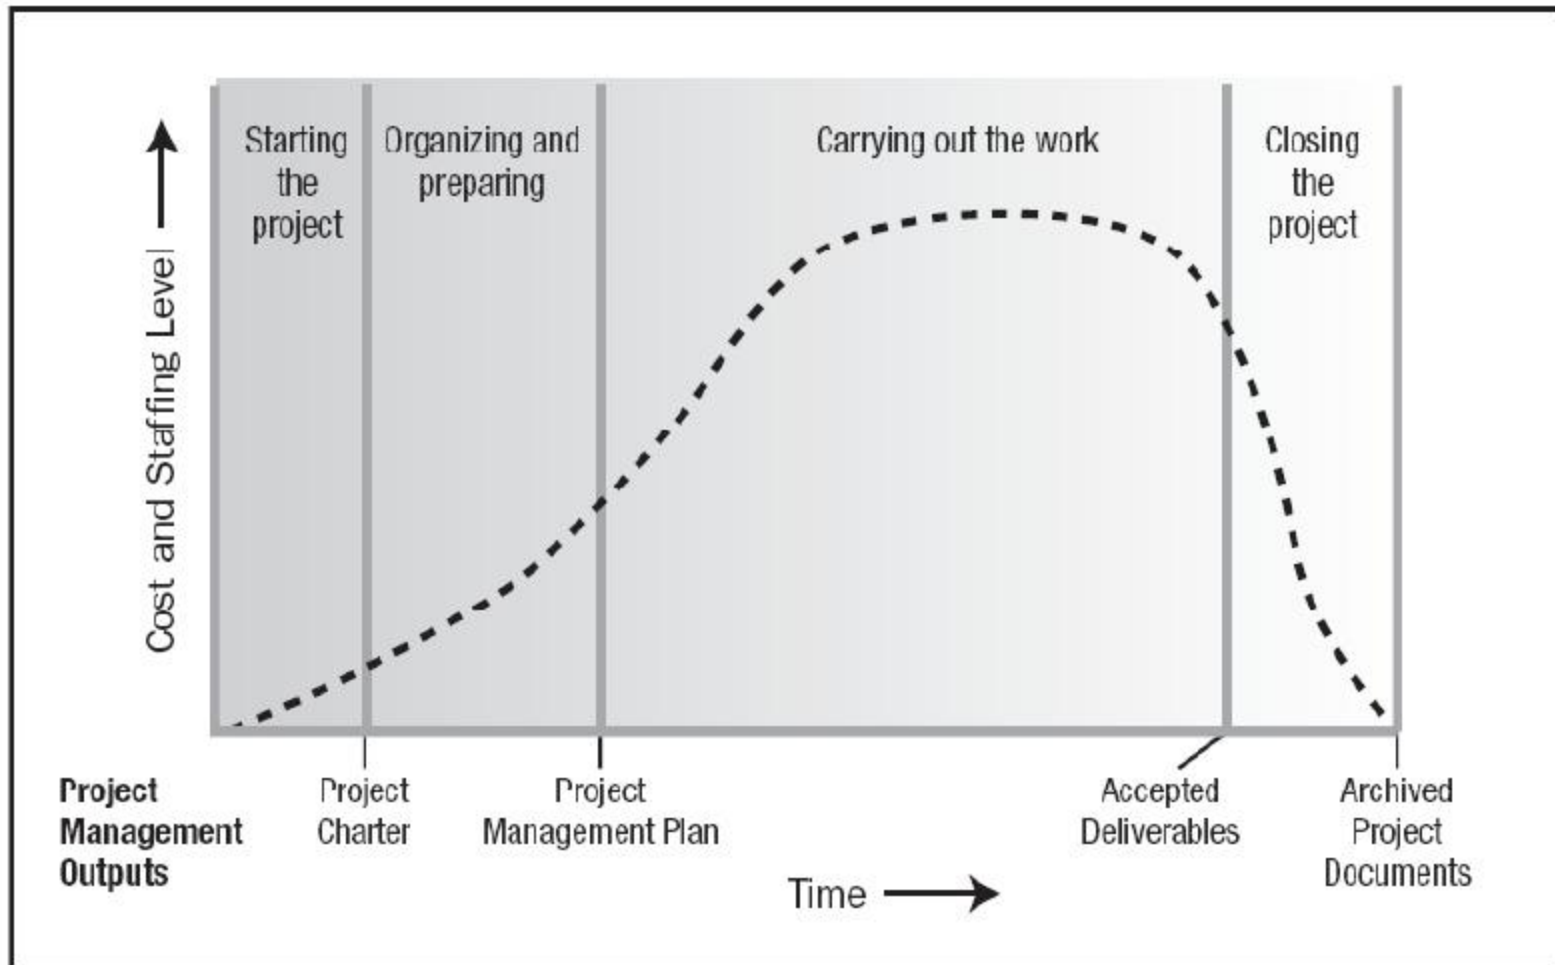 Starting
the
project
Organizing and
preparing
Carrying out the work
Closing
the
project
Cost and Staffing Level
Project
Management
Outputs
Project
Charter
Project
Management Plan
Accepted
Deliverables
Archived
Project
Documents
Time